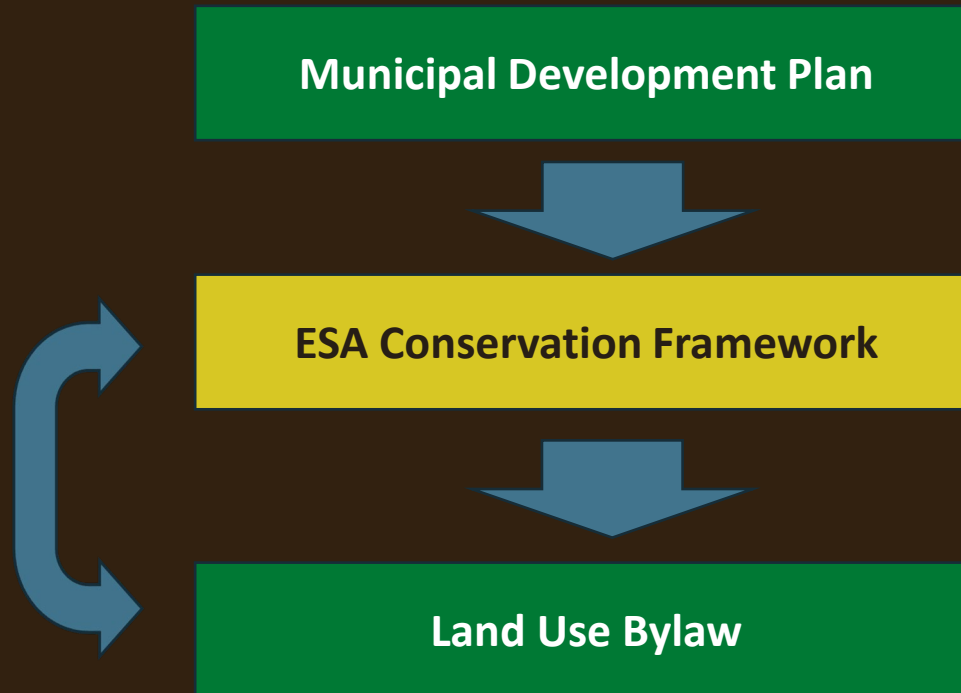 Municipal Development Plan
ESA Conservation Framework
Land Use Bylaw